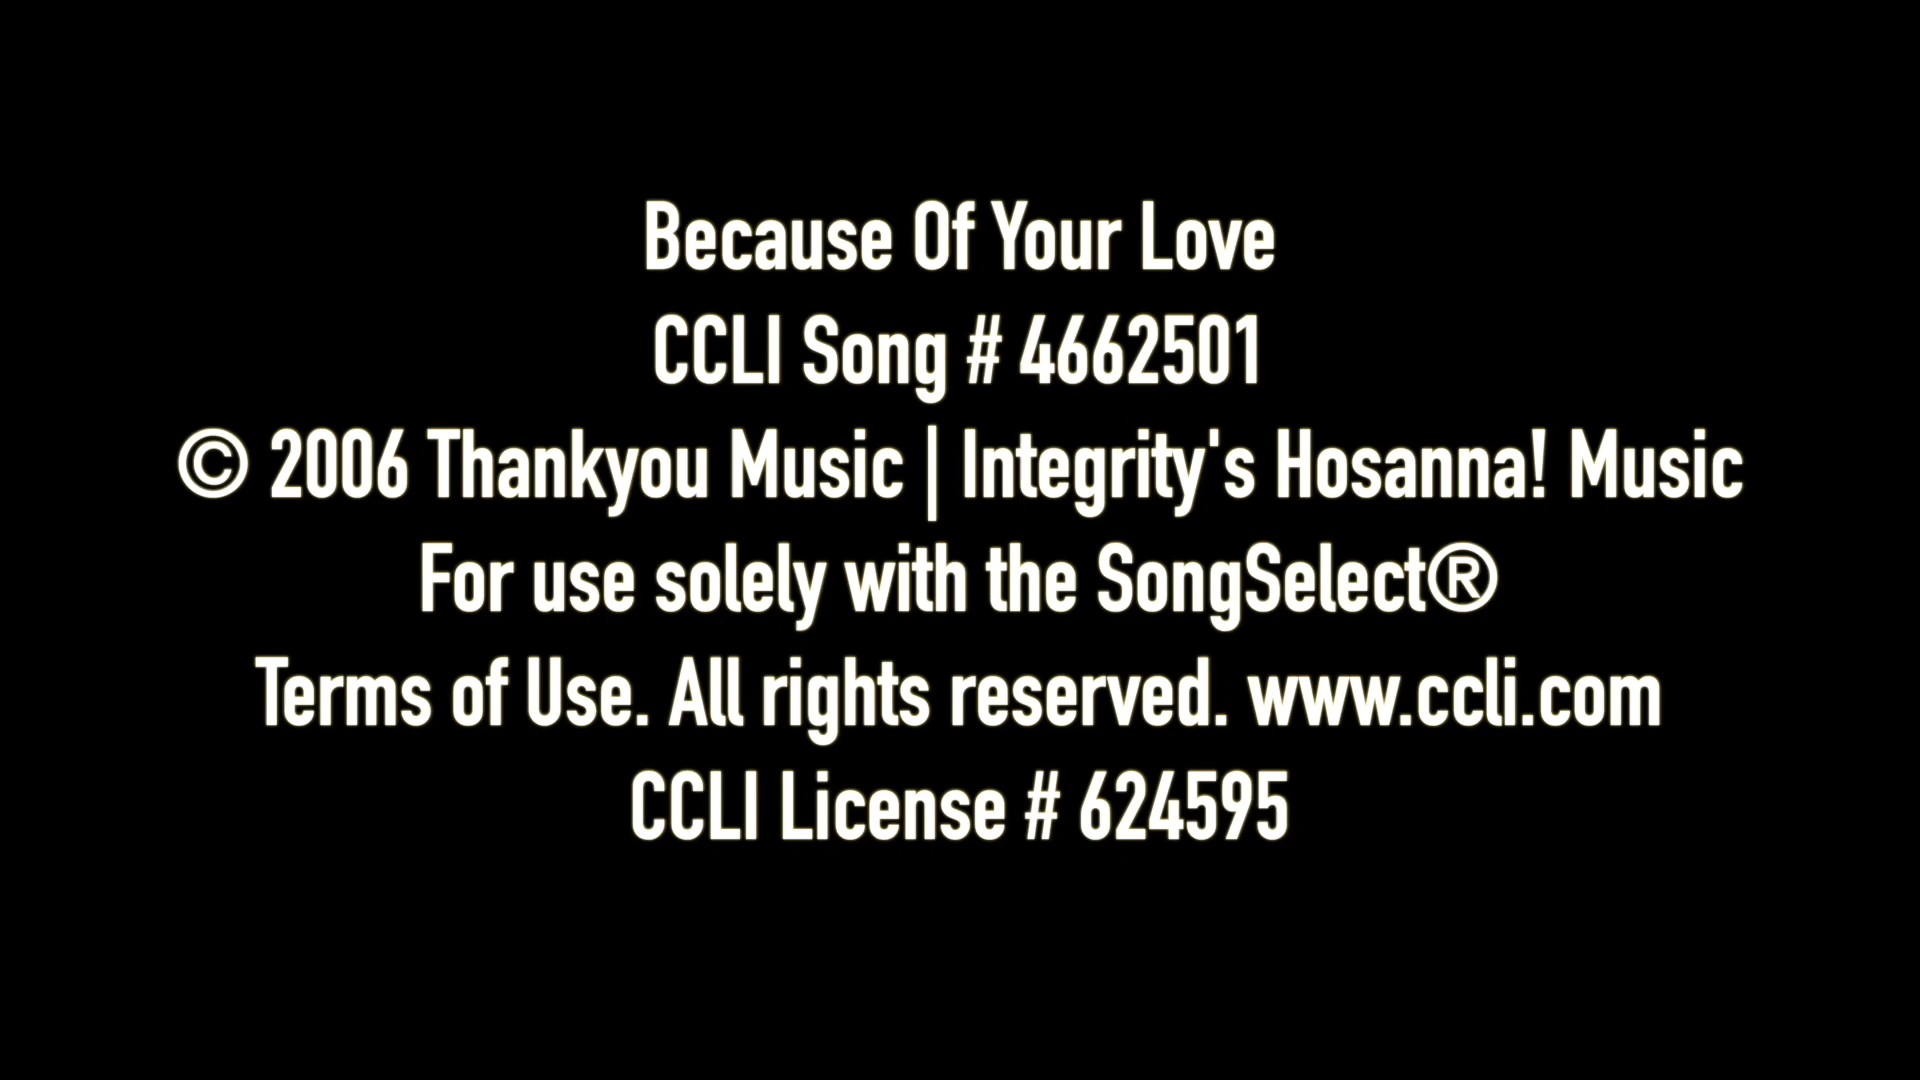 Because Of Your Love
CCLI Song # 4662501
© 2006 Thankyou Music | Integrity's Hosanna! Music
For use solely with the SongSelect®
Terms of Use. All rights reserved. www.ccli.com
CCLI License # 624595